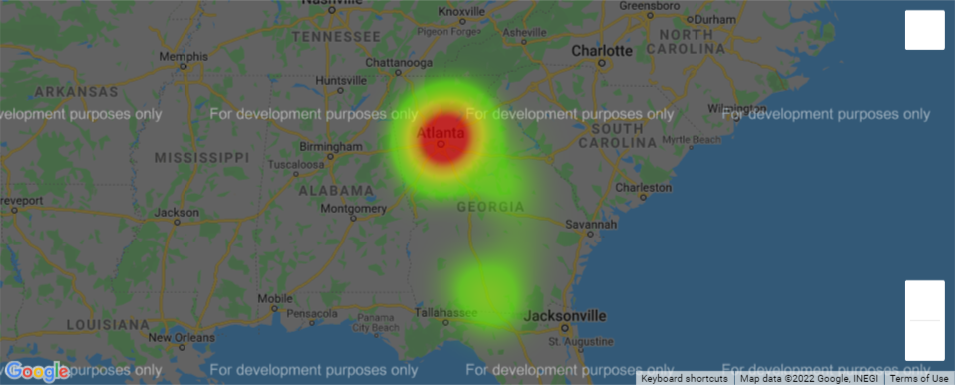 Nashville
Knoxville
Greensboro
Durham
TENNESSEE
Pigeon Forge
Asheville
NORTH
CAROLINA
Charlotte
Memphis
Chattanooga
Huntsville
ARKANSAS
velopment purposes only
For development purposes only
For development purposes only
For development purposes only
Wilmington
Atlanta
SOUTH
CAROLINA
Myrtle Beach
Birmingham
MISSISSIPPI
Tuscaloosa
ALABAMA
Charleston
reveport
Jackson
Montgomery
GEORGIA
Savannah
Mobile
Pensacola
Tallahassee
Jacksonville
Panama
City Beach
LOUISIANA
New Orleans
St. Augustine
Google
velopment purposes only
For development purposes only
For development purposes only
For development purposes only
Keyboard shortcuts
Map data ©2022 Google, INEGI
Terms of Use